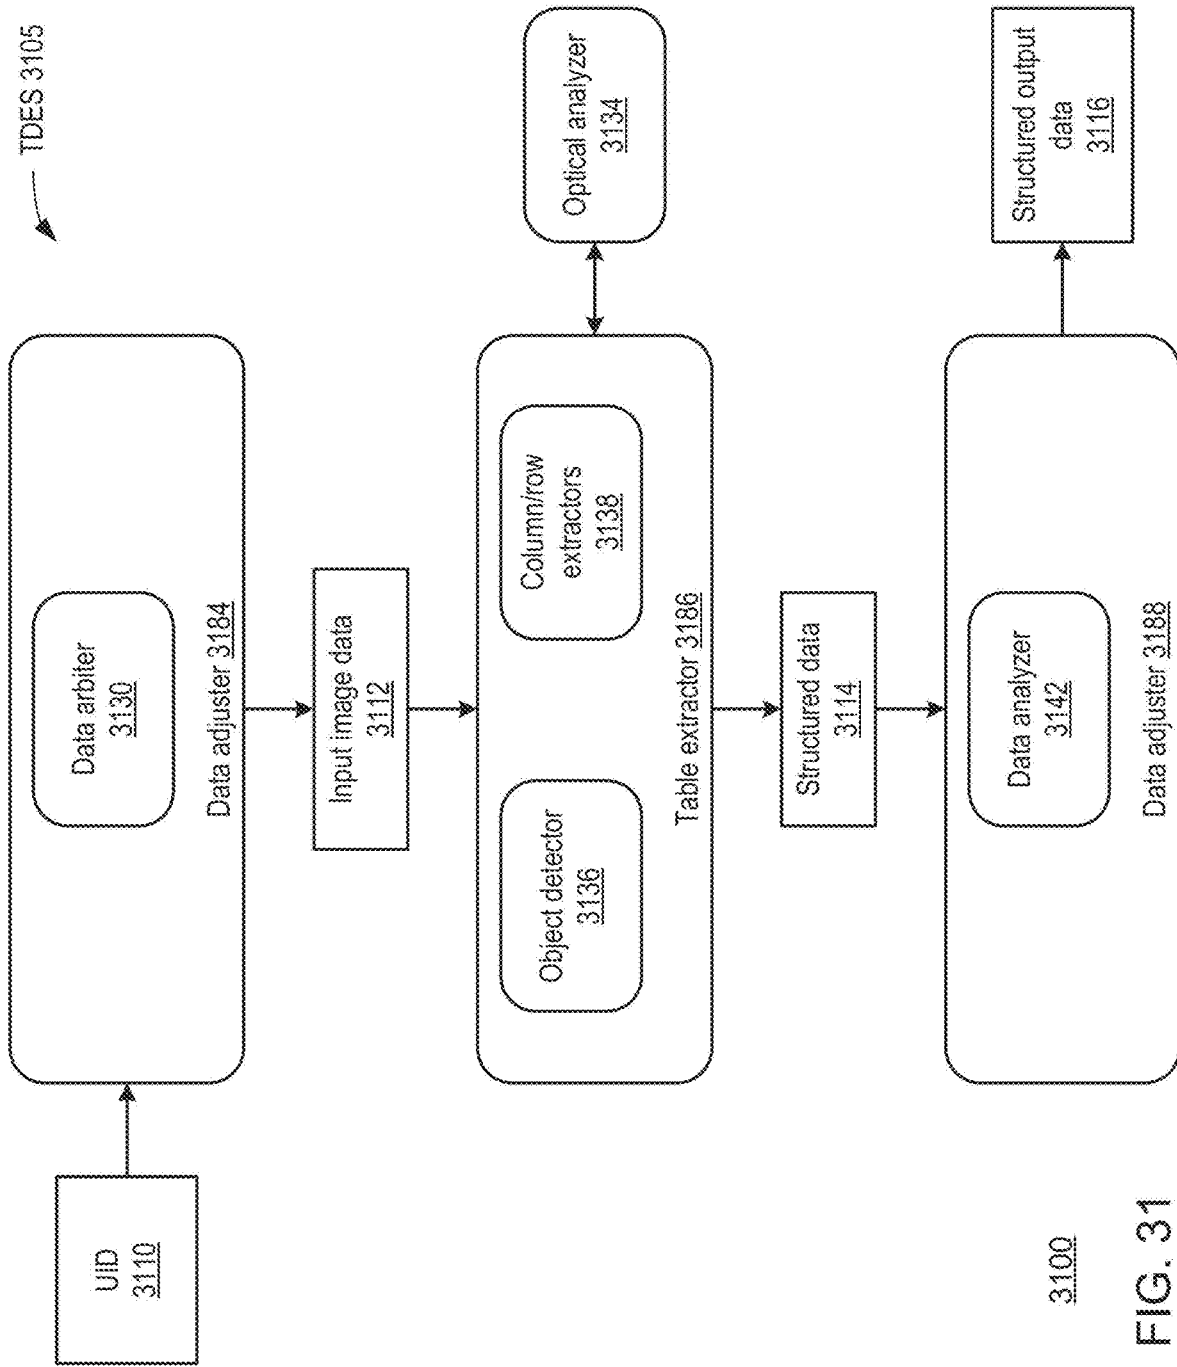 TDES 3105
UID
3110
Data arbiter
3130
Data adjuster 3184
Input image data
3112
Object detector
3136
Column/row
extractors
3138
Table extractor 3186
Optical analyzer
3134
Structured data
3114
Data analyzer
3142
Data adjuster 3188
Structured output
data
3116
3100
FIG. 31